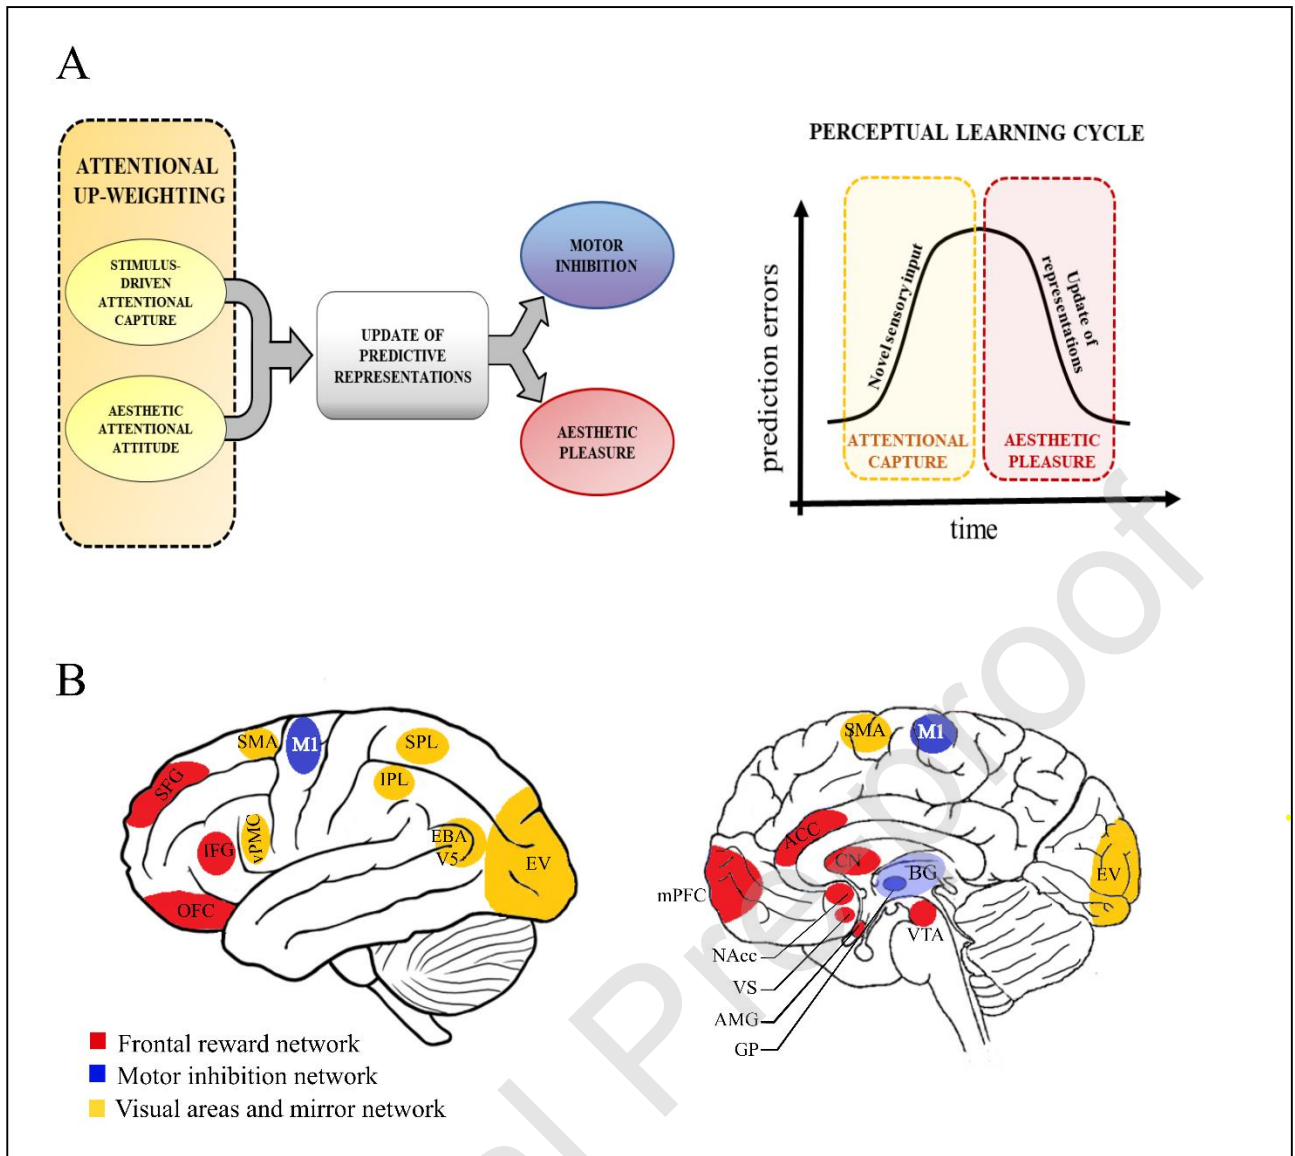 A
ATTENTIONAL
UP-WEIGHTING
STIMULUS-
DRIVEN
ATTENTIONAL
CAPTURE
AESTHETIC
ATTENTIONAL
ATTITUDE
UPDATE OF
PREDICTIVE
REPRESENTATIONS
MOTOR
INHIBITION
AESTHETIC
PLEASURE
PERCEPTUAL LEARNING CYCLE
prediction errors
Novel sensory input
Update of
representations
ATTENTIONAL
CAPTURE
AESTHETIC
PLEASURE
time
B
SMA
M1
SPL
SFG
IPL
IFG
vPMC
EBA
V5
EV
OFC
SMA
M1
ACC
CN
BG
EV
mPFC
VTA
NAcc
VS
AMG
GP
Frontal reward network
Motor inhibition network
Visual areas and mirror network
l Pre-proof